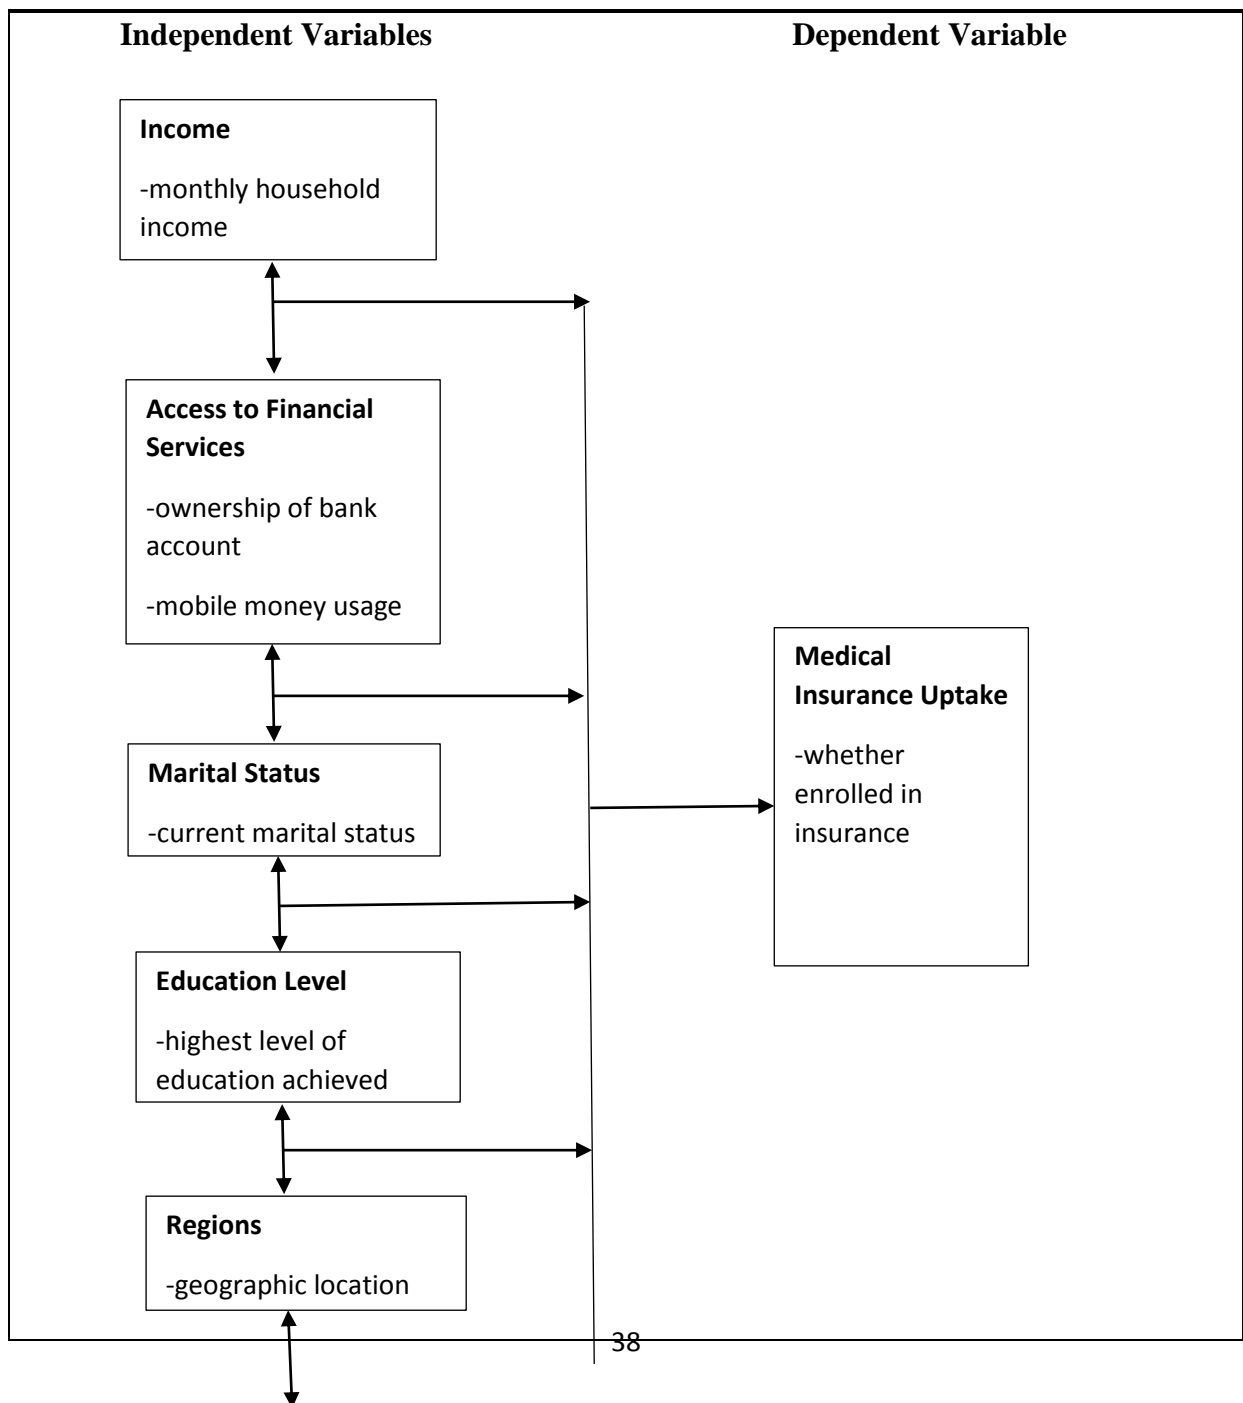 Independent Variables
Dependent Variable
Income
-monthly household
income
Access to Financial
Services
-ownership of bank
account
-mobile money usage
Medical
Insurance Uptake
-whether
enrolled in
insurance
Marital Status
-current marital status
Education Level
-highest level of
education achieved
Regions
-geographic location
38